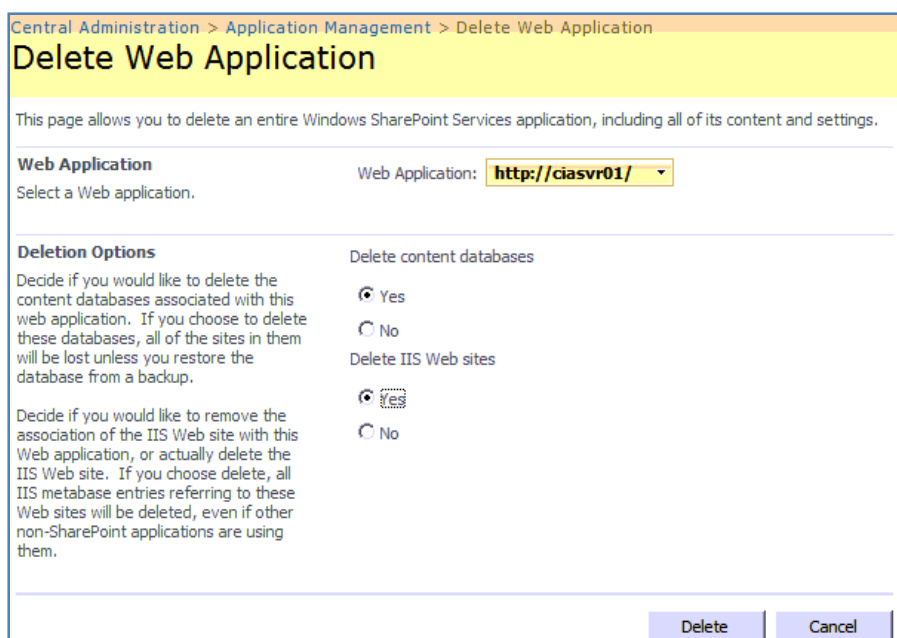 Central Administration > Application Management > Delete Web Application
Delete Web Application
This page allows you to delete an entire Windows SharePoint Services application, including all of its content and settings.
Web Application
Select a Web application.
Web Application: http://ciasvr01/
Deletion Options
Decide if you would like to delete the
content databases associated with this
web application. If you choose to delete
these databases, all of the sites in them
will be lost unless you restore the
database from a backup.
Decide if you would like to remove the
association of the IIS Web site with this
Web application, or actually delete the
IIS Web site. If you choose delete, all
IIS metabase entries referring to these
Web sites will be deleted, even if other
non-SharePoint applications are using
them.
Delete content databases
Yes
No
Delete IIS Web sites
Yes
No
Delete Cancel